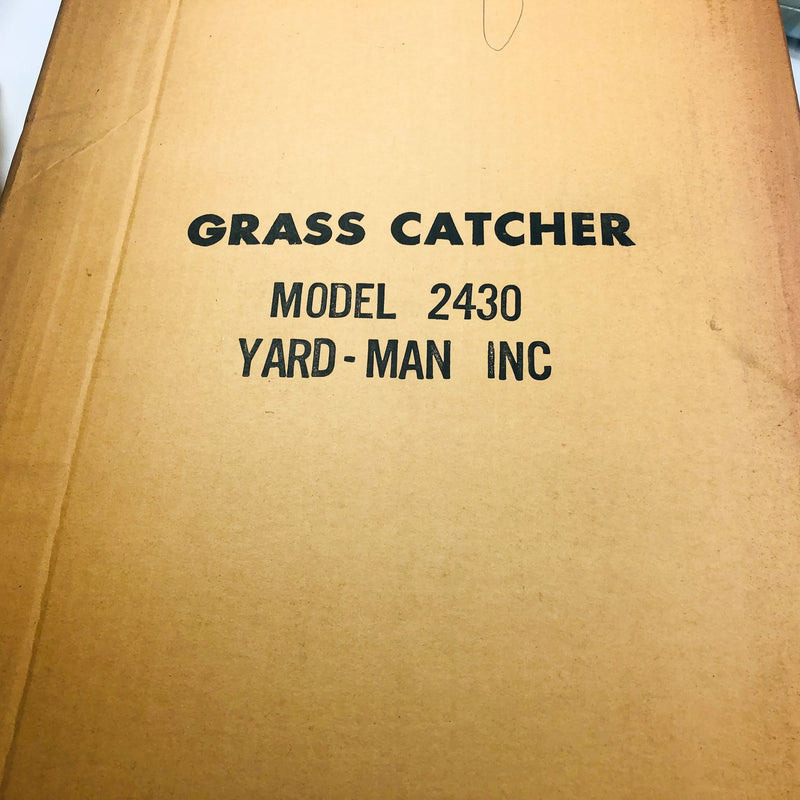 GRASS CATCHER
MODEL 2430
YARD-MAN INC